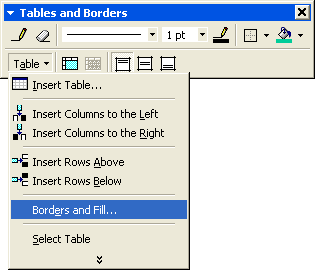 Tables and Borders
1 pt
Table
Insert Table...
Insert Columns to the Left
Insert Columns to the Right
Insert Rows Above
Insert Rows Below
Borders and Fill...
Select Table